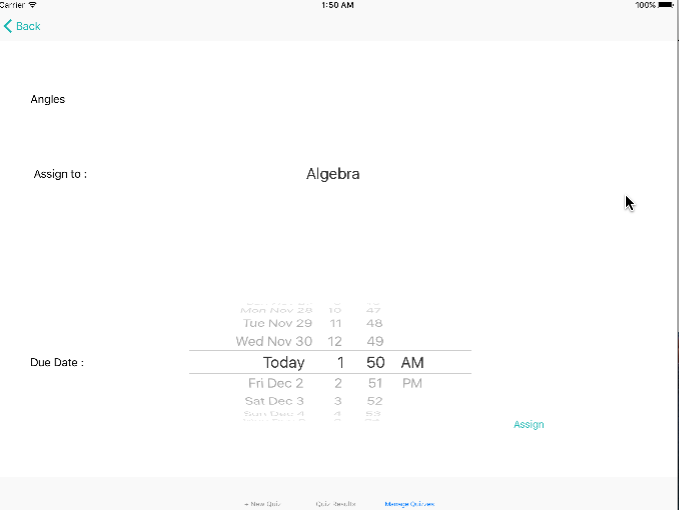 Carrier 1:50 AM 100%
Back
Angles
Assign to : Algebra
Mon Nov 28 10 47
Tue Nov 29 11 48
Wed Nov 30 12 49
Due Date : Today 1 50 AM
Fri Dec 2 2 51 PM
Sat Dec 3 3 52
Sun Dec 4 4 53
Assign
+ New Quiz Quiz Results Manage Quizzes